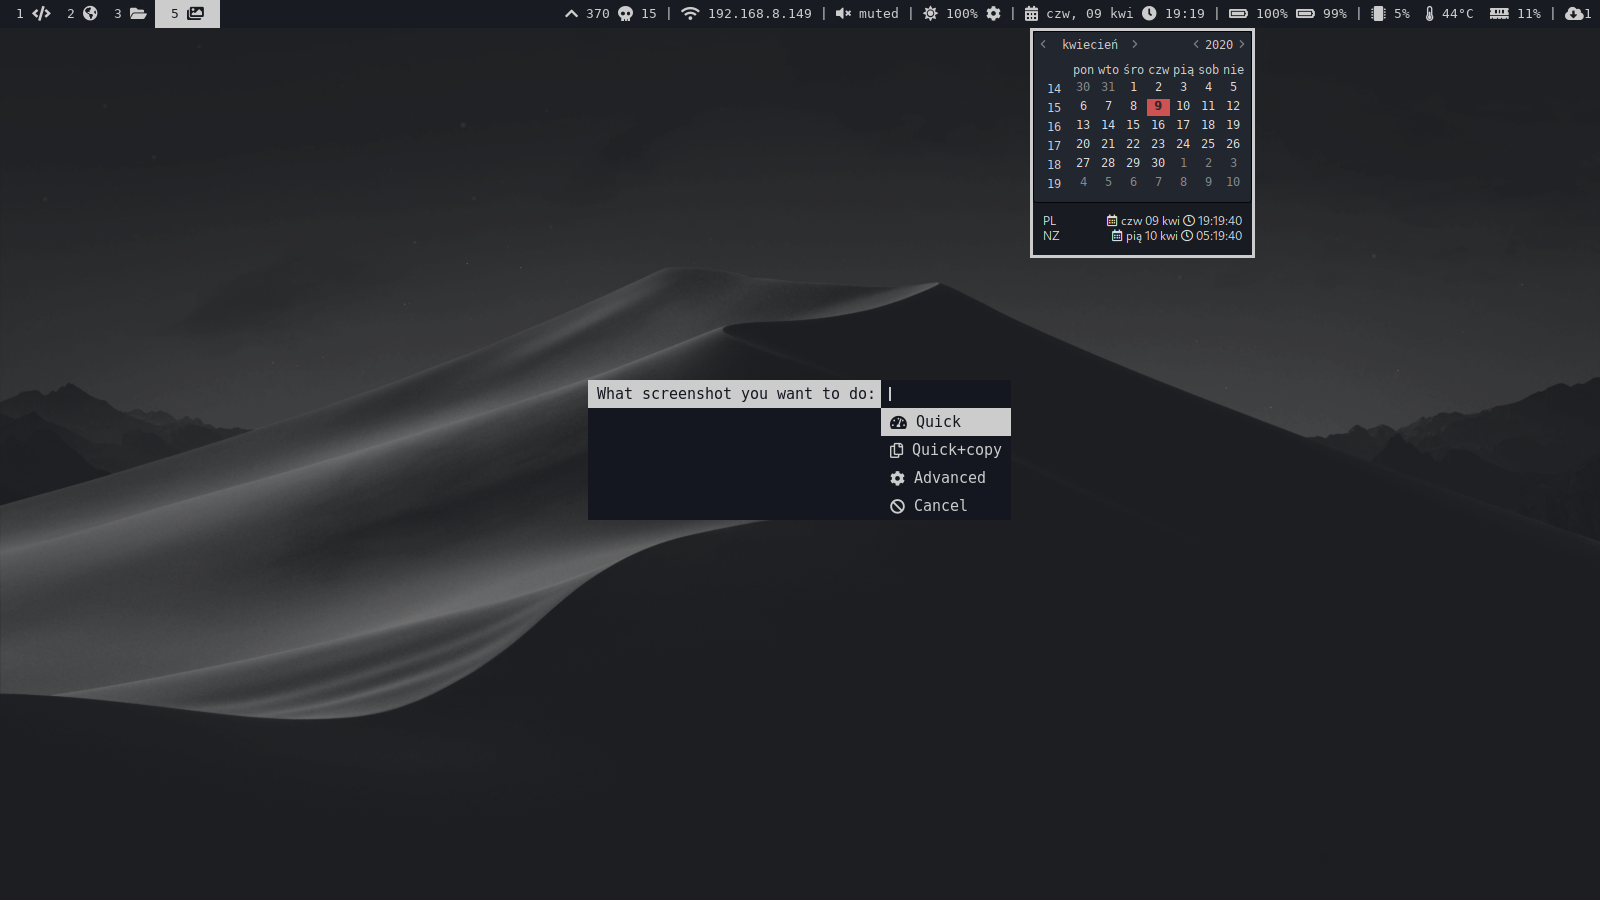 1 2 3 5 370 15 | 192.168.8.149 | muted | 100% | czw, 09 kwi 19:19 | 100% 99% | 5% 44°C 11% | 1
< kwiecień > < 2020 >
pon wto śro czw pią sob nie
14 30 31 1 2 3 4 5
15 6 7 8 9 10 11 12
16 13 14 15 16 17 18 19
17 20 21 22 23 24 25 26
18 27 28 29 30 1 2 3
19 4 5 6 7 8 9 10
PL czw 09 kwi 19:19:40
NZ pią 10 kwi 05:19:40
What screenshot you want to do:
Quick
Quick+copy
Advanced
Cancel